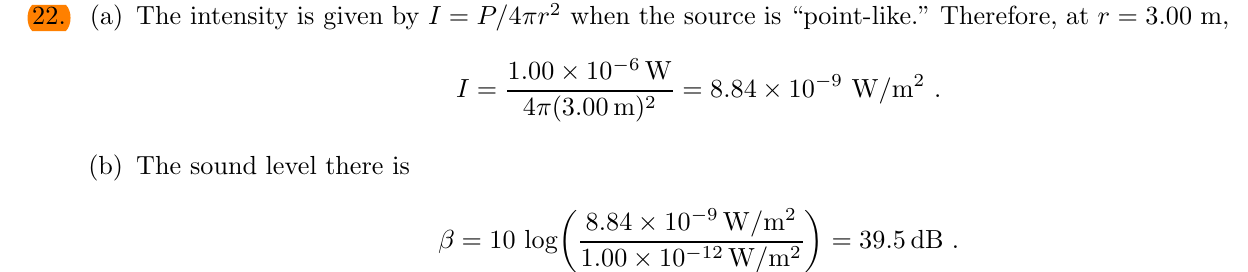 22. (a) The intensity is given by I = P/4πr² when the source is “point-like.” Therefore, at r = 3.00 m,
I = \frac{1.00 × 10⁻⁶ W}{4π(3.00 m)²} = 8.84 × 10⁻⁹ W/m² .
(b) The sound level there is
β = 10 log(\frac{8.84 × 10⁻⁹ W/m²}{1.00 × 10⁻¹² W/m²}) = 39.5 dB .